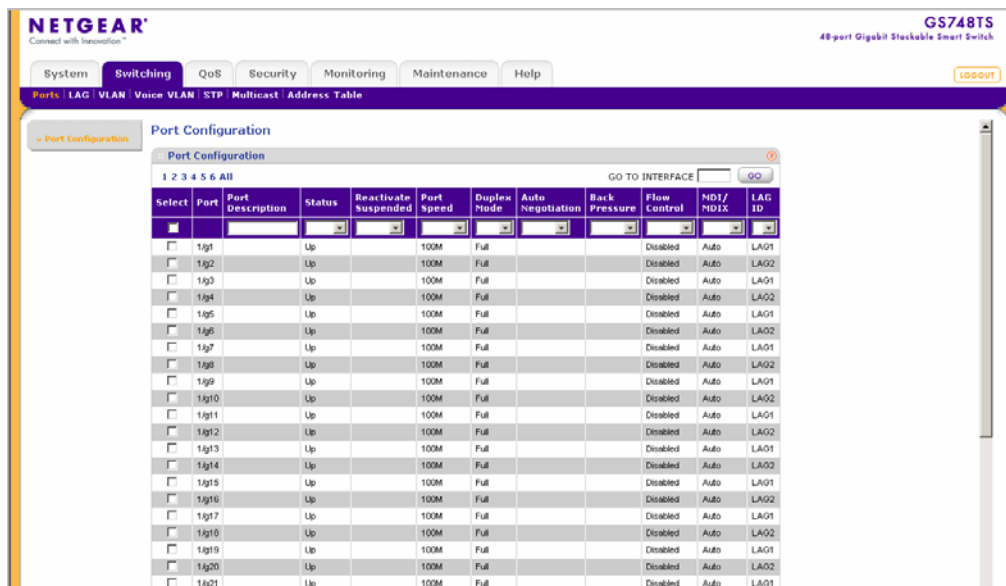 NETGEAR®
Connect with Innovation™
GS748TS
48-port Gigabit Stackable Smart Switch
System Switching QoS Security Monitoring Maintenance Help LOGOUT
Ports LAG VLAN Voice VLAN STP Multicast Address Table
Port Configuration
Port Configuration
Port Configuration
1 2 3 4 5 6 All GO TO INTERFACE GO
Select Port Port Description Status Reactivate Suspended Port Speed Duplex Mode Auto Negotiation Back Pressure Flow Control MDI/MDIX LAG ID
1/g1 Up 100M Full Disabled Auto LAG1
1/g2 Up 100M Full Disabled Auto LAG2
1/g3 Up 100M Full Disabled Auto LAG1
1/g4 Up 100M Full Disabled Auto LAG2
1/g5 Up 100M Full Disabled Auto LAG1
1/g6 Up 100M Full Disabled Auto LAG2
1/g7 Up 100M Full Disabled Auto LAG1
1/g8 Up 100M Full Disabled Auto LAG2
1/g9 Up 100M Full Disabled Auto LAG1
1/g10 Up 100M Full Disabled Auto LAG2
1/g11 Up 100M Full Disabled Auto LAG1
1/g12 Up 100M Full Disabled Auto LAG2
1/g13 Up 100M Full Disabled Auto LAG1
1/g14 Up 100M Full Disabled Auto LAG2
1/g15 Up 100M Full Disabled Auto LAG1
1/g16 Up 100M Full Disabled Auto LAG2
1/g17 Up 100M Full Disabled Auto LAG1
1/g18 Up 100M Full Disabled Auto LAG2
1/g19 Up 100M Full Disabled Auto LAG1
1/g20 Up 100M Full Disabled Auto LAG2
1/g21 Up 100M Full Disabled Auto LAG1